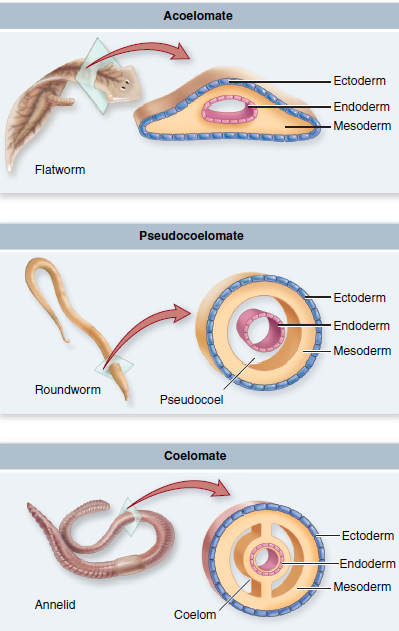 Acoelomate
Ectoderm
Endoderm
Mesoderm
Flatworm
Pseudocoelomate
Ectoderm
Endoderm
Mesoderm
Roundworm
Pseudocoel
Coelomate
Ectoderm
Endoderm
Mesoderm
Annelid
Coelom